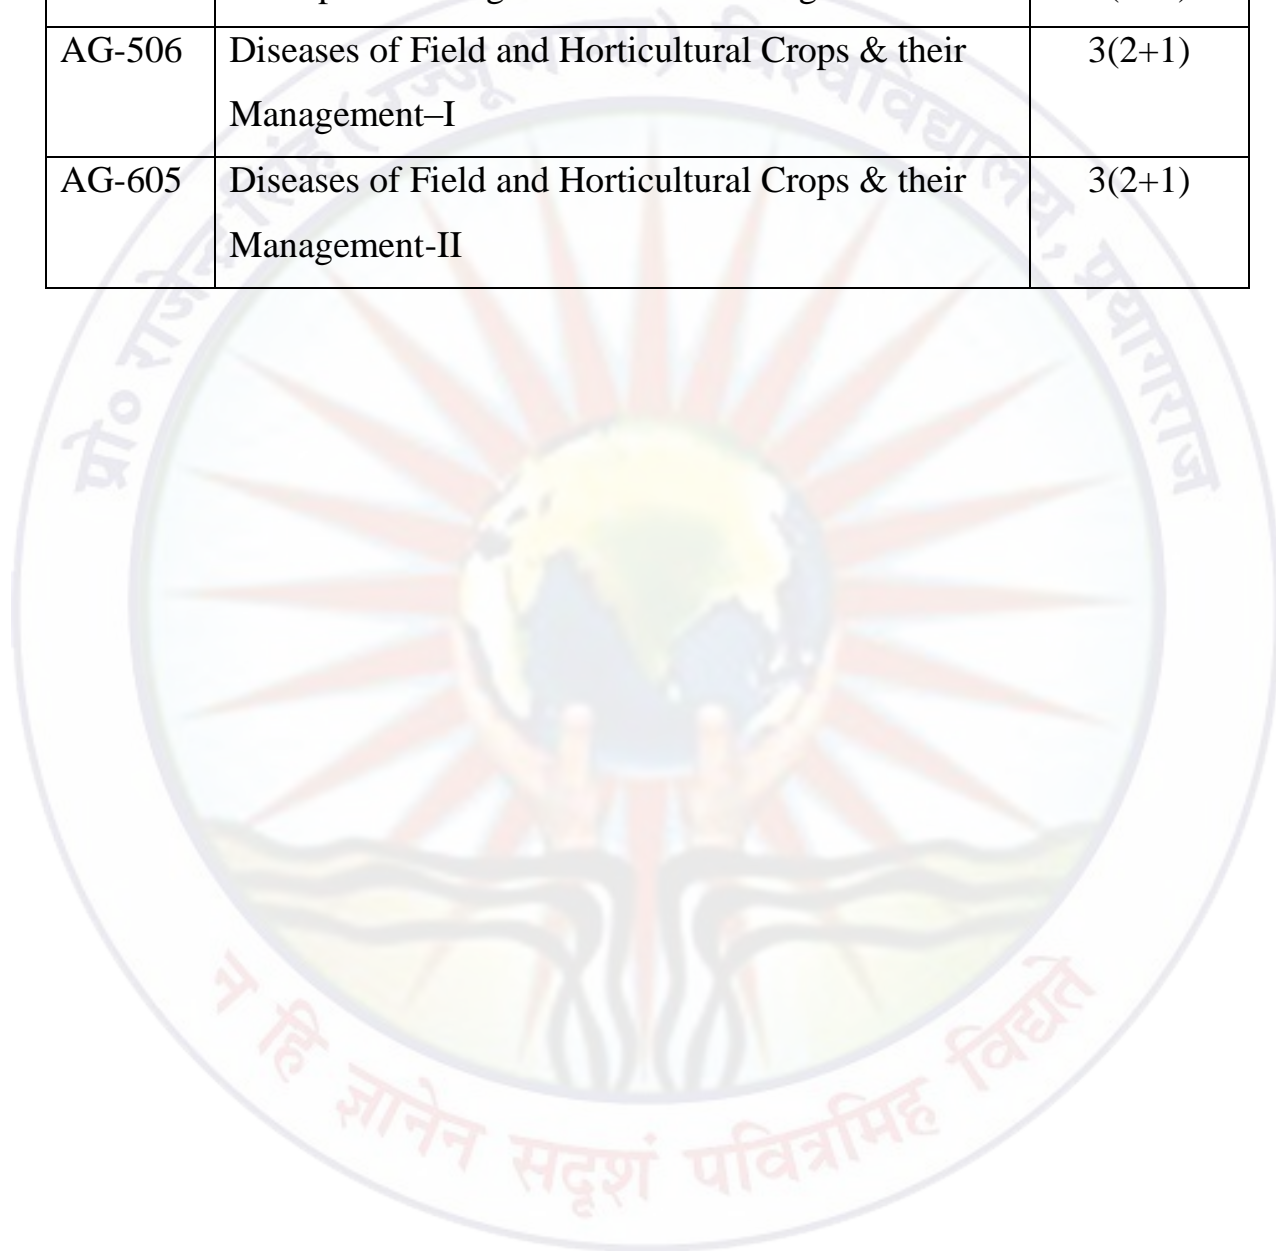 AG-506 Diseases of Field and Horticultural Crops & their 3(2+1)
Management–I
AG-605 Diseases of Field and Horticultural Crops & their 3(2+1)
Management-II
प्रो० राजेन्द्र सिंह (रज्जू भय्या) विश्वविद्यालय, प्रयागराज
न हि ज्ञानेन सदृशं पवित्रमिह विद्यते